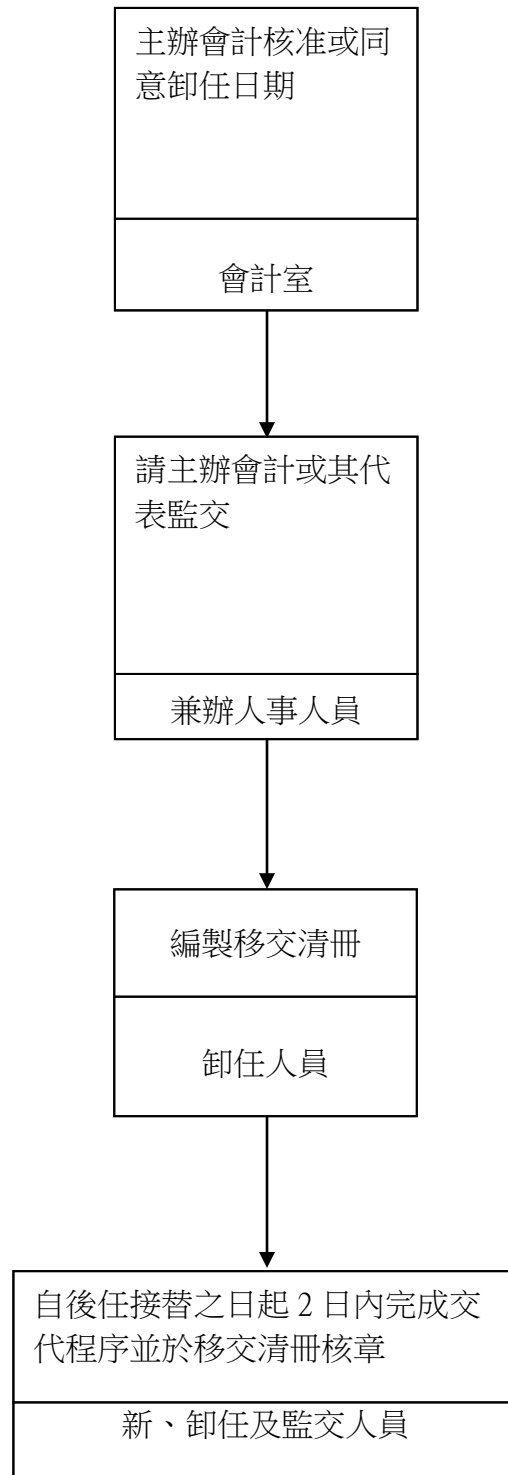 主辦會計核准或同
意卸任日期
會計室
請主辦會計或其代
表監交
兼辦人事人員
編製移交清冊
卸任人員
自後任接替之日起 2 日內完成交
代程序並於移交清冊核章
新、卸任及監交人員